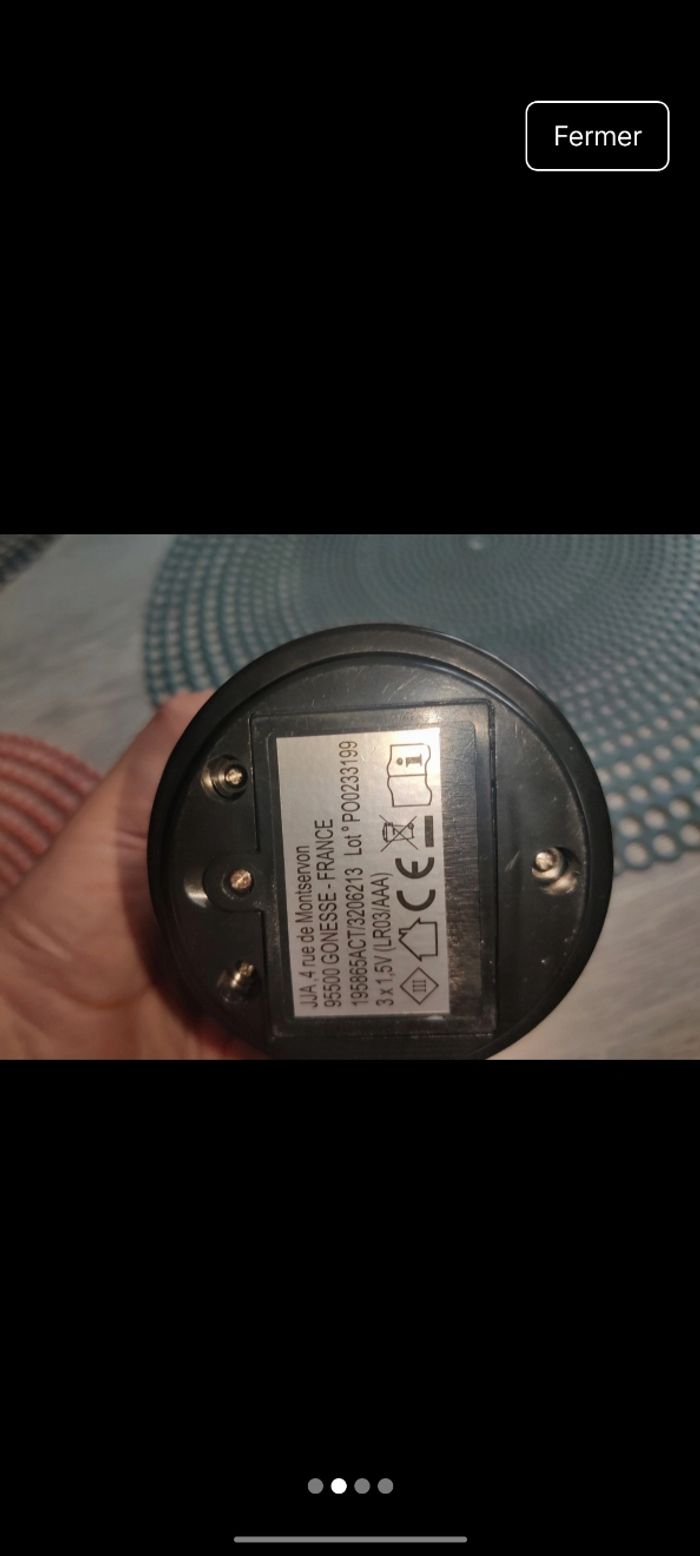 Fermer
JJA ,4 rue de Montservon
95500 GONESSE - FRANCE
195865ACT/3206213 Lot ° PO0233199
3 x 1,5V (LR03/AAA)
III CE i